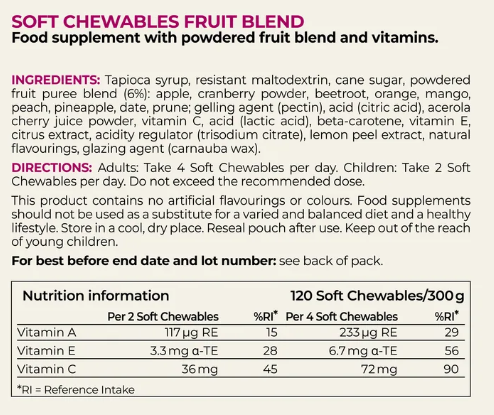 SOFT CHEWABLES FRUIT BLEND
Food supplement with powdered fruit blend and vitamins.
INGREDIENTS: Tapioca syrup, resistant maltodextrin, cane sugar, powdered
fruit puree blend (6%): apple, cranberry powder, beetroot, orange, mango,
peach, pineapple, date, prune; gelling agent (pectin), acid (citric acid), acerola
cherry juice powder, vitamin C, acid (lactic acid), beta-carotene, vitamin E,
citrus extract, acidity regulator (trisodium citrate), lemon peel extract, natural
flavourings, glazing agent (carnauba wax).
DIRECTIONS: Adults: Take 4 Soft Chewables per day. Children: Take 2 Soft
Chewables per day. Do not exceed the recommended dose.
This product contains no artificial flavourings or colours. Food supplements
should not be used as a substitute for a varied and balanced diet and a healthy
lifestyle. Store in a cool, dry place. Reseal pouch after use. Keep out of the reach
of young children.
For best before end date and lot number: see back of pack.
Nutrition information 120 Soft Chewables/300g
Per 2 Soft Chewables %RI* Per 4 Soft Chewables %RI*
Vitamin A 117µg RE 15 233µg RE 29
Vitamin E 3.3mg α-TE 28 6.7mg α-TE 56
Vitamin C 36mg 45 72mg 90
*RI = Reference Intake